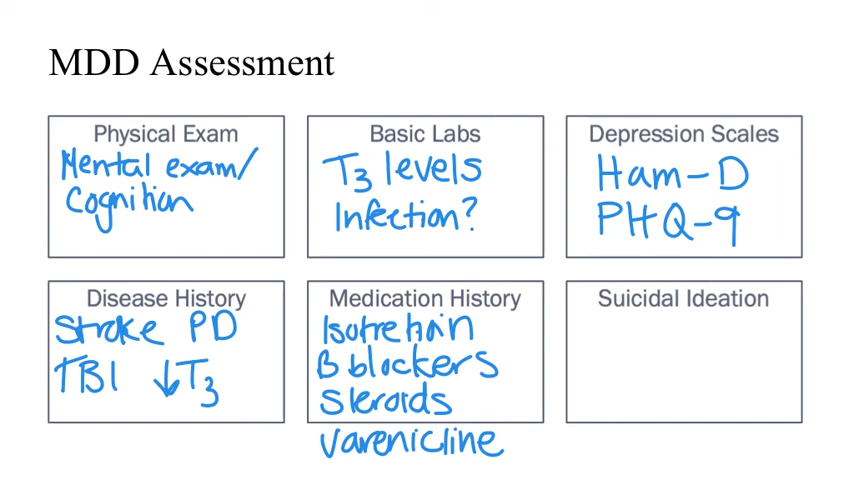 MDD Assessment
Physical Exam
Mental exam/
Cognition
Basic Labs
T3 levels
Infection?
Depression Scales
Ham-D
PHQ-9
Disease History
Stroke PD
TBI ↓T3
Medication History
Isotretnoin
B blockers
Steroids
Varenicline
Suicidal Ideation